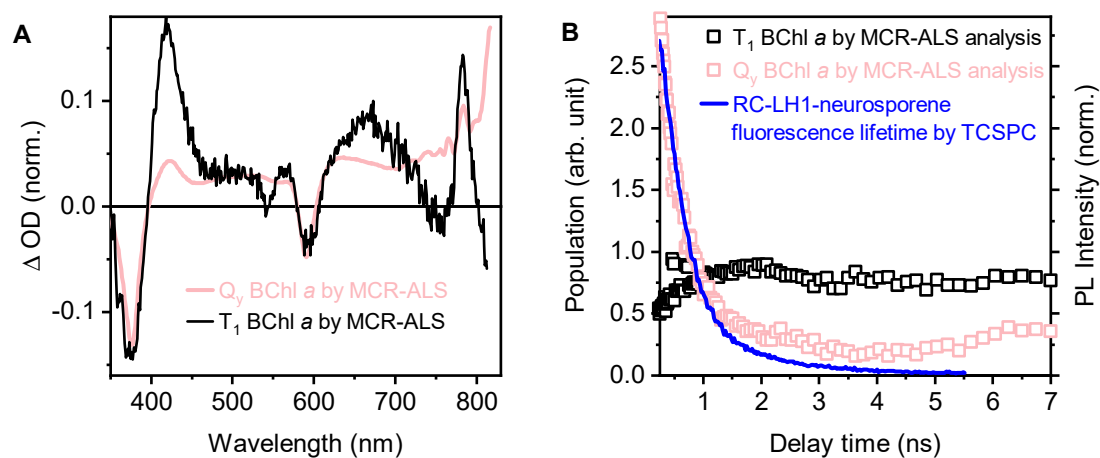 A
Δ OD (norm.)
0.1
0.0
-0.1
Qy BChl a by MCR-ALS
T1 BChl a by MCR-ALS
400 500 600 700 800
Wavelength (nm)
B
Population (arb. unit)
2.5
2.0
1.5
1.0
0.5
0.0
T1 BChl a by MCR-ALS analysis
Qy BChl a by MCR-ALS analysis
RC-LH1-neurosporene
fluorescence lifetime by TCSPC
1 2 3 4 5 6 7
Delay time (ns)
PL Intensity (norm.)